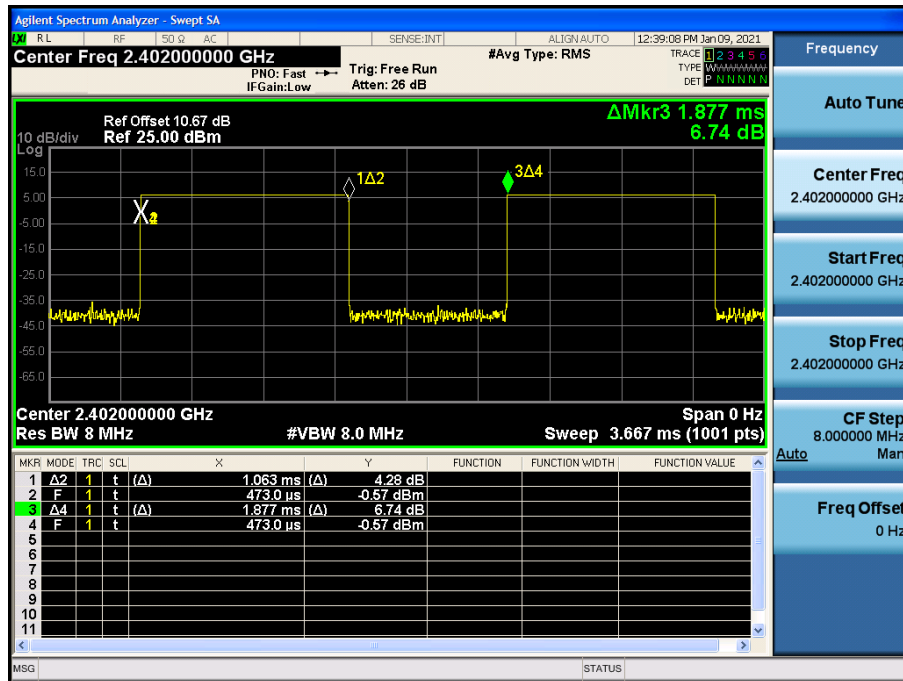 Agilent Spectrum Analyzer - Swept SA
LXI RL RF 50 Ω AC SENSE:INT ALIGN AUTO 12:39:08 PM Jan 09, 2021
Center Freq 2.402000000 GHz
#Avg Type: RMS
TRACE 1 2 3 4 5 6
TYPE WWWWWW
DET P N N N N N
PNO: Fast
IFGain:Low
Trig: Free Run
Atten: 26 dB
ΔMkr3 1.877 ms
6.74 dB
Ref Offset 10.67 dB
10 dB/div Ref 25.00 dBm
Log
15.0
5.00
-5.00
-15.0
-25.0
-35.0
-45.0
-55.0
-65.0
1Δ2
3Δ4
Center 2.402000000 GHz Span 0 Hz
Res BW 8 MHz #VBW 8.0 MHz Sweep 3.667 ms (1001 pts)
MKR MODE TRC SCL X Y FUNCTION FUNCTION WIDTH FUNCTION VALUE
1 Δ2 1 t (Δ) 1.063 ms (Δ) 4.28 dB
2 F 1 t 473.0 µs -0.57 dBm
3 Δ4 1 t (Δ) 1.877 ms (Δ) 6.74 dB
4 F 1 t 473.0 µs -0.57 dBm
5
6
7
8
9
10
11
MSG STATUS
Frequency
Auto Tune
Center Freq
2.402000000 GHz
Start Freq
2.402000000 GHz
Stop Freq
2.402000000 GHz
CF Step
8.000000 MHz
Auto Man
Freq Offset
0 Hz